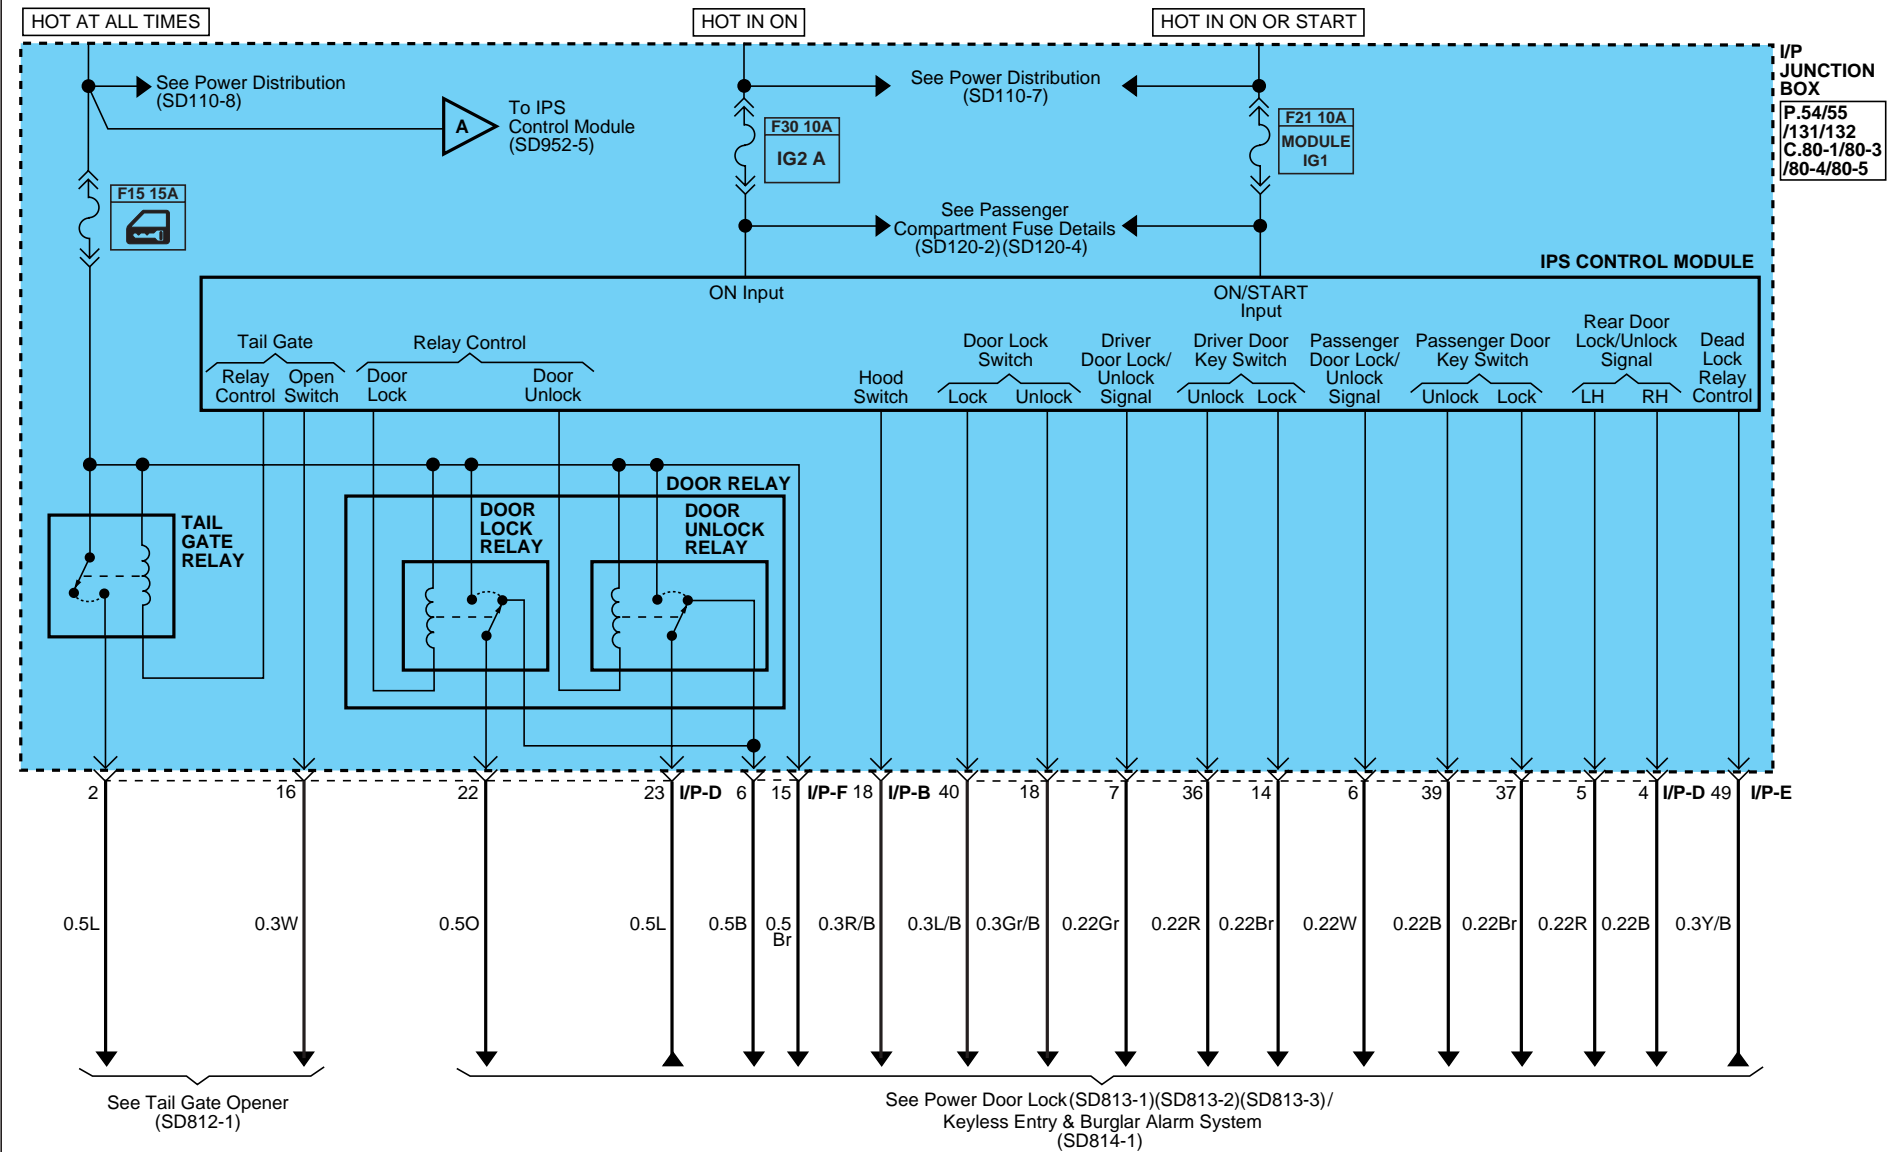 HOT AT ALL TIMES
HOT IN ON
HOT IN ON OR START
I/P
JUNCTION
BOX
P.54/55
/131/132
C.80-1/80-3
/80-4/80-5
See Power Distribution
(SD110-8)
A
To IPS
Control Module
(SD952-5)
See Power Distribution
(SD110-7)
F30 10A
IG2 A
F21 10A
MODULE
IG1
F15 15A
See Passenger
Compartment Fuse Details
(SD120-2)(SD120-4)
IPS CONTROL MODULE
ON Input
ON/START
Input
Tail Gate
Relay
Control
Open
Switch
Relay Control
Door
Lock
Door
Unlock
Hood
Switch
Door Lock
Switch
Lock
Unlock
Driver
Door Lock/
Unlock
Signal
Driver Door
Key Switch
Unlock
Lock
Passenger
Door Lock/
Unlock
Signal
Passenger Door
Key Switch
Unlock
Lock
Rear Door
Lock/Unlock
Signal
LH
RH
Dead
Lock
Relay
Control
TAIL
GATE
RELAY
DOOR RELAY
DOOR
LOCK
RELAY
DOOR
UNLOCK
RELAY
2
16
22
23
I/P-D
6
15
I/P-F
18
I/P-B
40
18
7
36
14
6
39
37
5
4
I/P-D
49
I/P-E
0.5L
0.3W
0.5O
0.5L
0.5B
0.5
Br
0.3R/B
0.3L/B
0.3Gr/B
0.22Gr
0.22R
0.22Br
0.22W
0.22B
0.22Br
0.22R
0.22B
0.3Y/B
See Tail Gate Opener
(SD812-1)
See Power Door Lock(SD813-1)(SD813-2)(SD813-3)/
Keyless Entry & Burglar Alarm System
(SD814-1)